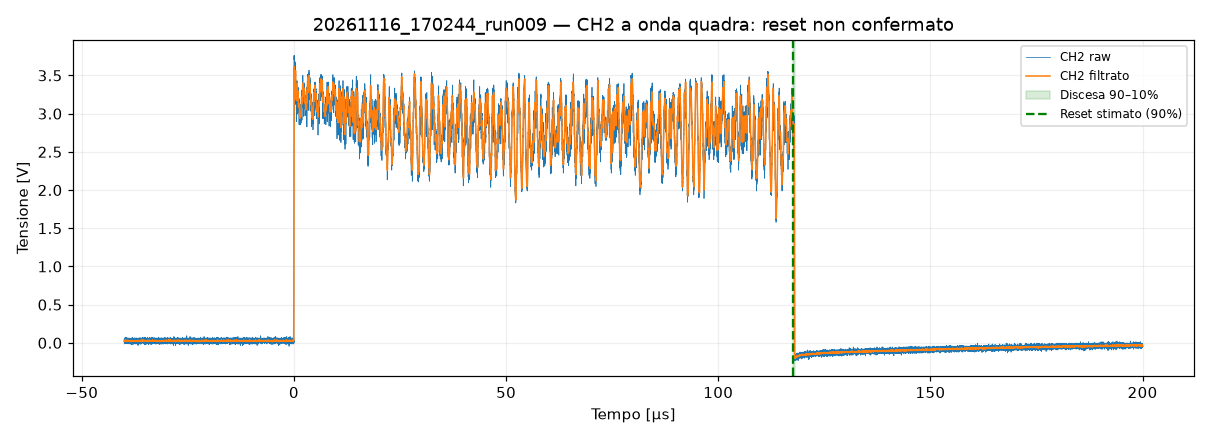 20261116_170244_run009 — CH2 a onda quadra: reset non confermato
CH2 raw
CH2 filtrato
Discesa 90–10%
Reset stimato (90%)
Tensione [V]
3.5
3.0
2.5
2.0
1.5
1.0
0.5
0.0
−50
0
50
100
150
200
Tempo [µs]